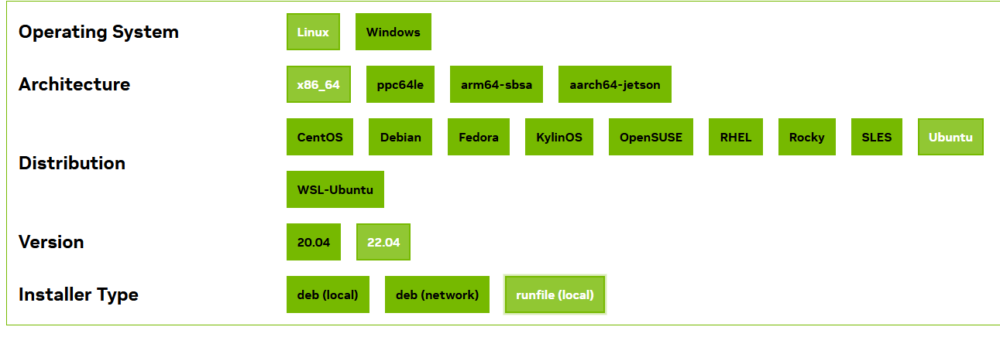 Operating System Linux Windows
Architecture x86_64 ppc64le arm64-sbsa aarch64-jetson
Distribution CentOS Debian Fedora KylinOS OpenSUSE RHEL Rocky SLES Ubuntu
WSL-Ubuntu
Version 20.04 22.04
Installer Type deb (local) deb (network) runfile (local)